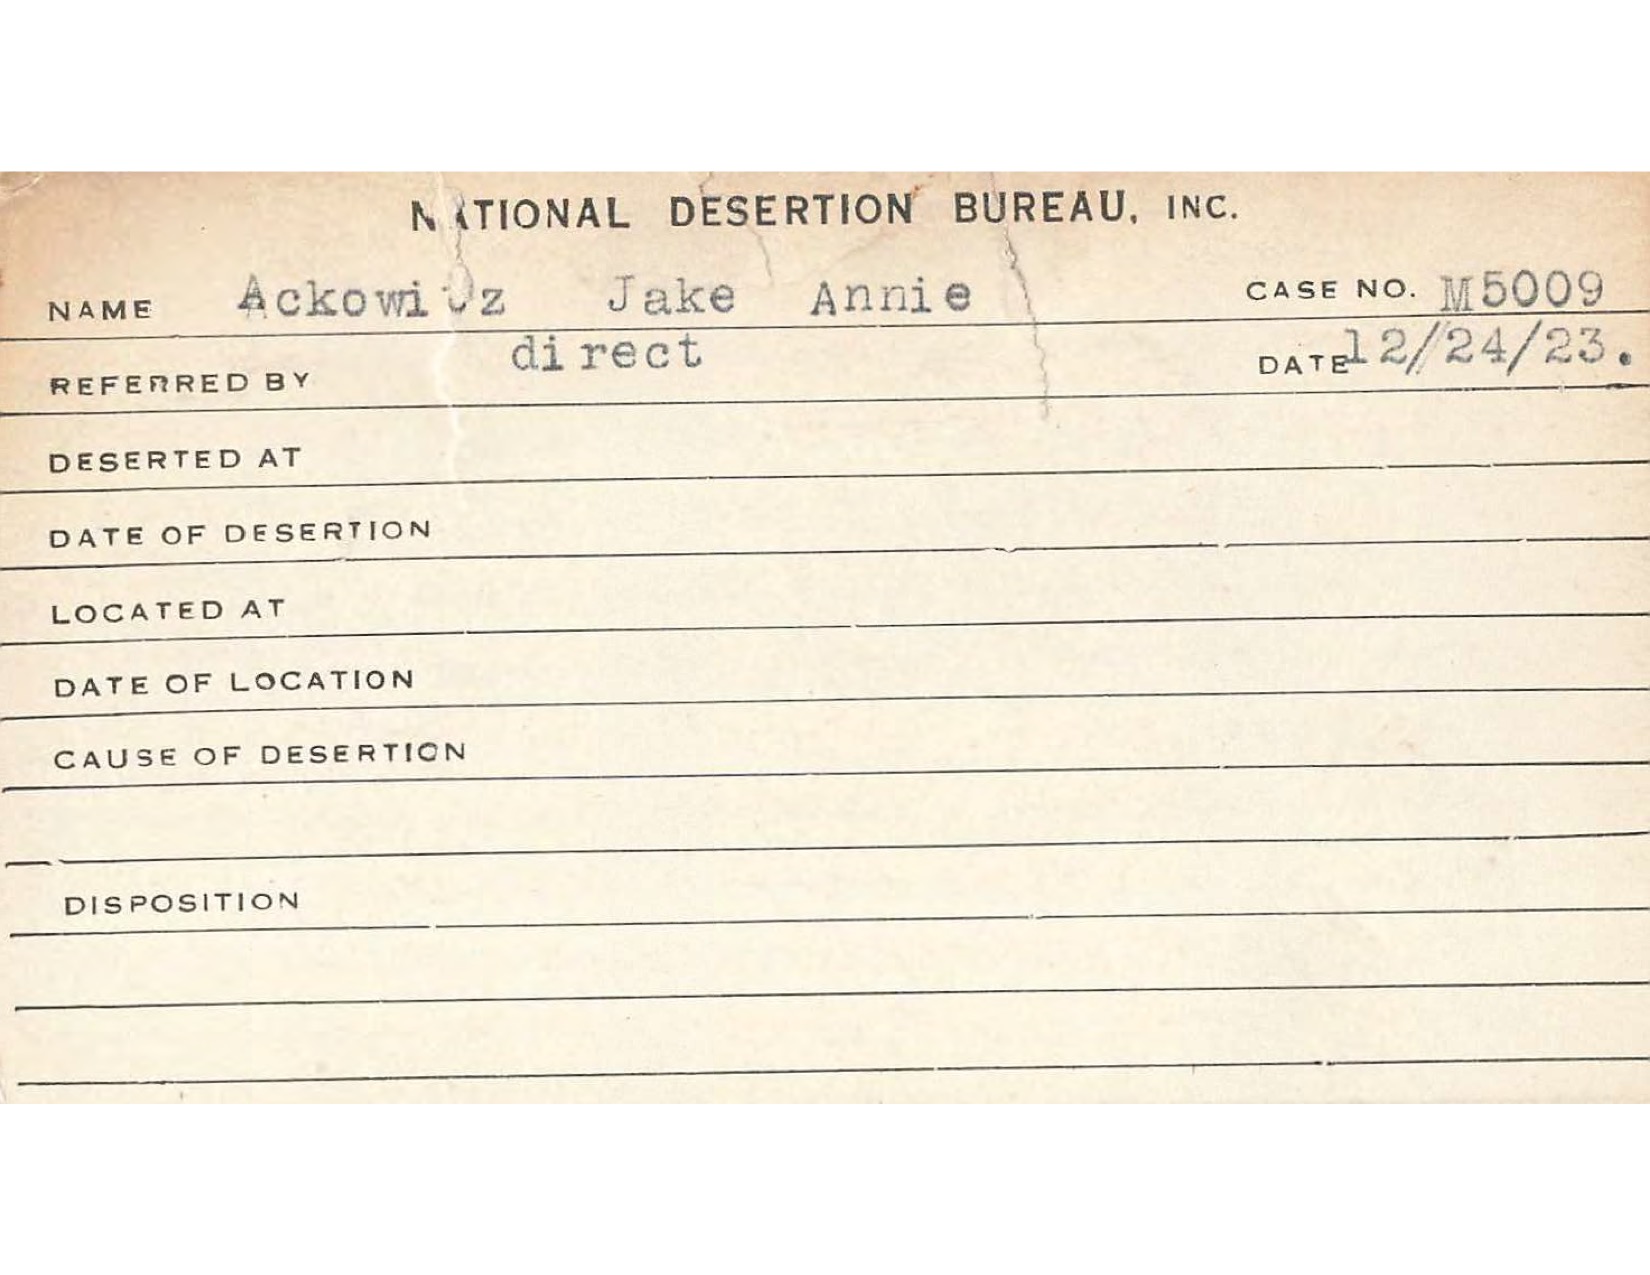 NATIONAL DESERTION BUREAU, INC.
NAME Ackowitz Jake Annie CASE NO. M5009
REFERRED BY direct DATE 12/24/23.
DESERTED AT
DATE OF DESERTION
LOCATED AT
DATE OF LOCATION
CAUSE OF DESERTION
DISPOSITION